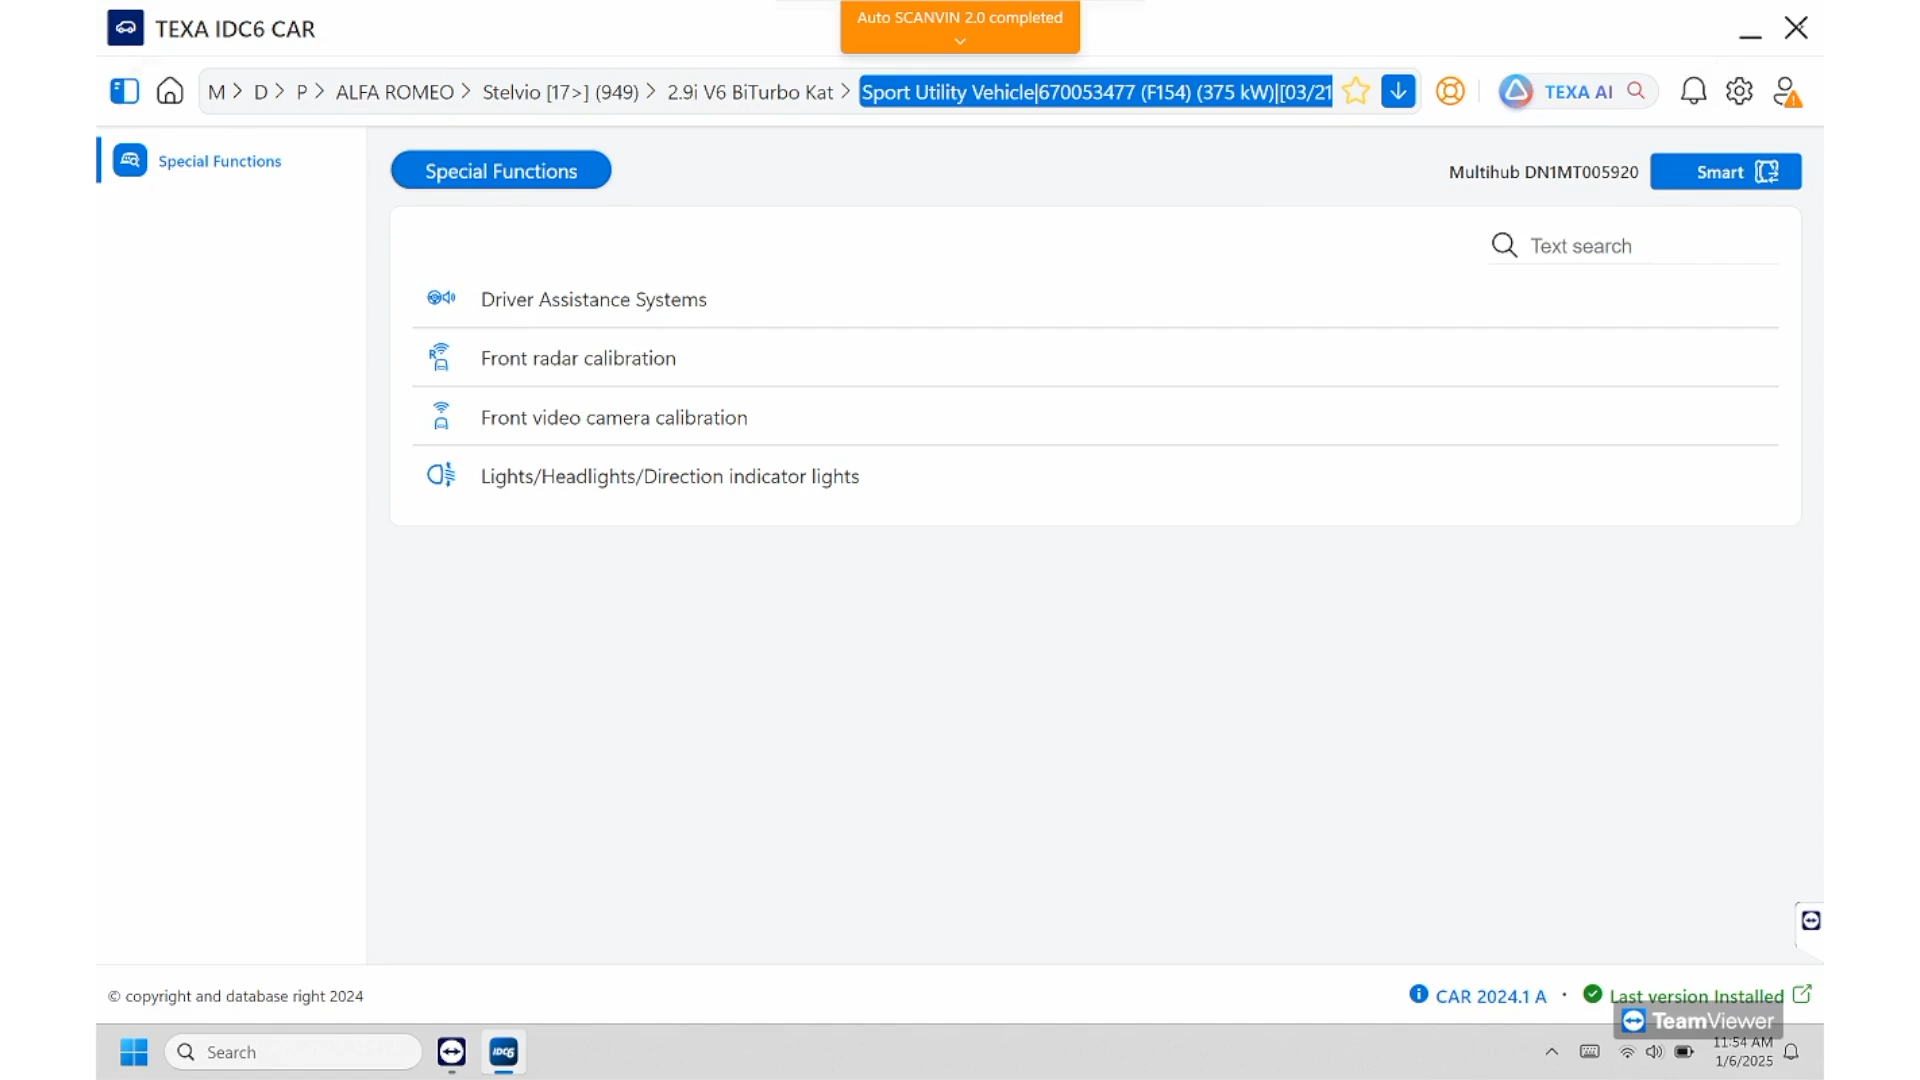 Auto SCANVIN 2.0 completed
TEXA IDC6 CAR
M > D > P > ALFA ROMEO > Stelvio [17>] (949) > 2.9i V6 BiTurbo Kat > Sport Utility Vehicle|670053477 (F154) (375 kW)|[03/21
TEXA AI
Special Functions
Special Functions
Multihub DN1MT005920
Smart
Text search
Driver Assistance Systems
R
Front radar calibration
Front video camera calibration
Lights/Headlights/Direction indicator lights
© copyright and database right 2024
CAR 2024.1 A · Last version Installed
TeamViewer
Search
IDC6
11:54 AM
1/6/2025